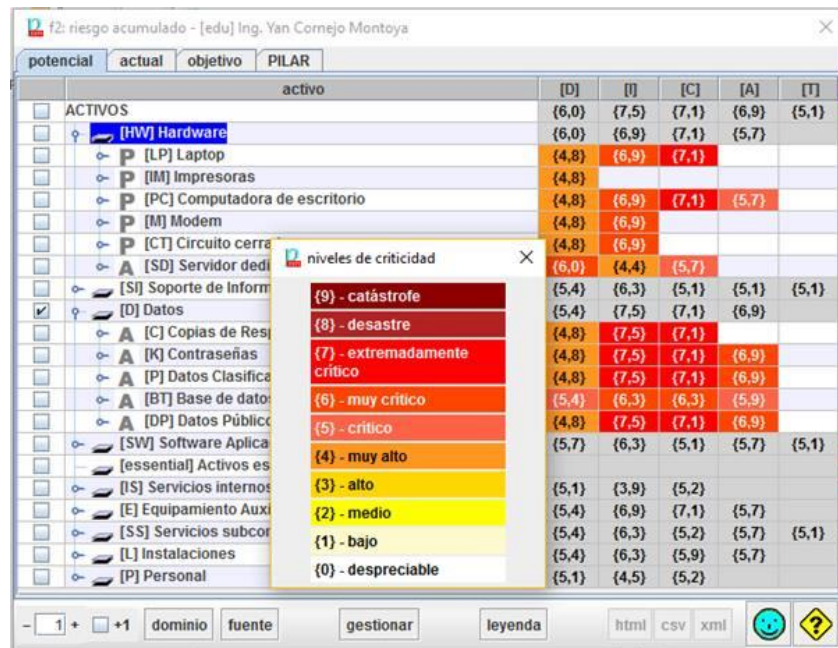 f2: riesgo acumulado - [edu] Ing. Yan Cornejo Montoya
potencial actual objetivo PILAR
activo [D] [I] [C] [A] [T]
ACTIVOS {6,0} {7,5} {7,1} {6,9} {5,1}
[HW] Hardware {6,0} {6,9} {7,1} {5,7}
[LP] Laptop {4,8} {6,9} {7,1}
[IM] Impresoras {4,8}
[PC] Computadora de escritorio {4,8} {6,9} {7,1} {5,7}
[M] Modem {4,8} {6,9}
[CT] Circuito cerra {4,8} {6,9}
[SD] Servidor dedi {6,0} {4,4} {5,7}
[SI] Soporte de Inform {5,4} {6,3} {5,1} {5,1} {5,1}
[D] Datos {5,4} {7,5} {7,1} {6,9}
[C] Copias de Resp {4,8} {7,5} {7,1}
[K] Contraseñas {4,8} {7,5} {7,1} {6,9}
[P] Datos Clasifica {4,8} {7,5} {7,1} {6,9}
[BT] Base de datos {5,4} {6,3} {6,3} {5,9}
[DP] Datos Público {4,8} {7,5} {7,1} {6,9}
[SW] Software Aplica {5,7} {6,3} {5,1} {5,7} {5,1}
[essential] Activos es
[IS] Servicios internos {5,1} {3,9} {5,2}
[E] Equipamiento Auxi {5,4} {6,9} {7,1} {5,7}
[SS] Servicios subcor {5,4} {6,3} {5,2} {5,7} {5,1}
[L] Instalaciones {5,4} {6,3} {5,9} {5,7}
[P] Personal {5,1} {4,5} {5,2}
niveles de criticidad
{9} - catástrofe
{8} - desastre
{7} - extremadamente
crítico
{6} - muy crítico
{5} - crítico
{4} - muy alto
{3} - alto
{2} - medio
{1} - bajo
{0} - despreciable
- 1 + +1 dominio fuente gestionar leyenda html csv xml